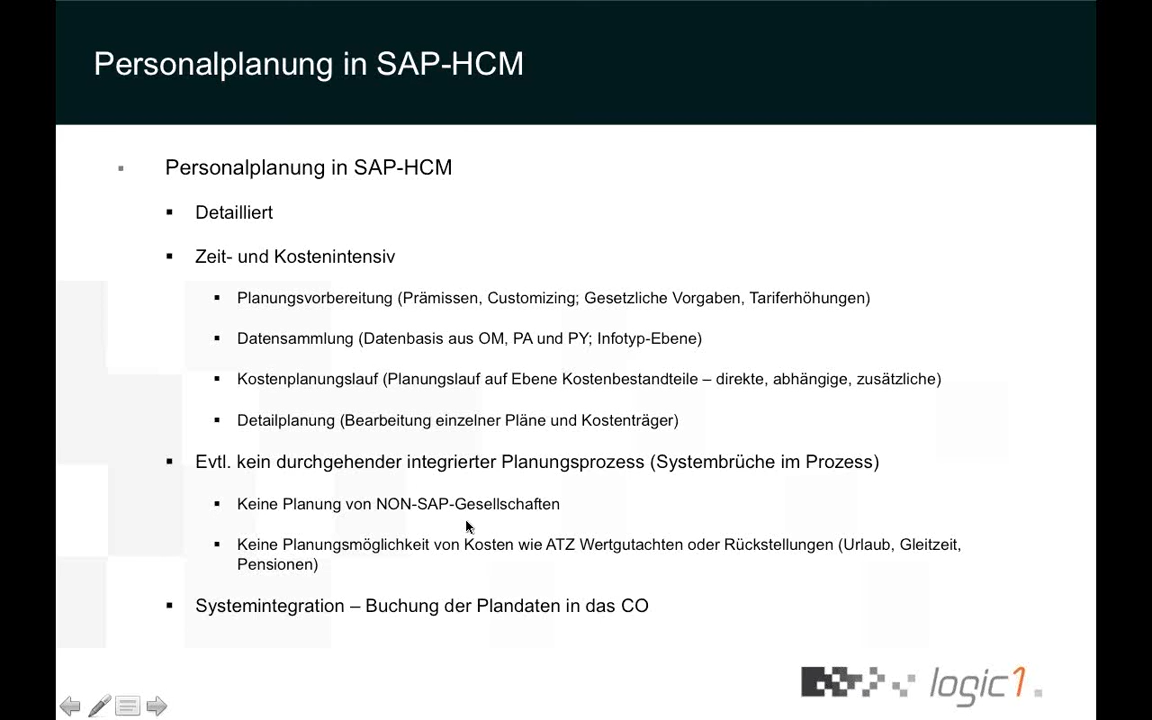 Personalplanung in SAP-HCM
Personalplanung in SAP-HCM
Detailliert
Zeit- und Kostenintensiv
Planungsvorbereitung (Prämissen, Customizing; Gesetzliche Vorgaben, Tariferhöhungen)
Datensammlung (Datenbasis aus OM, PA und PY; Infotyp-Ebene)
Kostenplanungslauf (Planungslauf auf Ebene Kostenbestandteile – direkte, abhängige, zusätzliche)
Detailplanung (Bearbeitung einzelner Pläne und Kostenträger)
Evtl. kein durchgehender integrierter Planungsprozess (Systembrüche im Prozess)
Keine Planung von NON-SAP-Gesellschaften
Keine Planungsmöglichkeit von Kosten wie ATZ Wertgutachten oder Rückstellungen (Urlaub, Gleitzeit,
Pensionen)
Systemintegration – Buchung der Plandaten in das CO
logic1